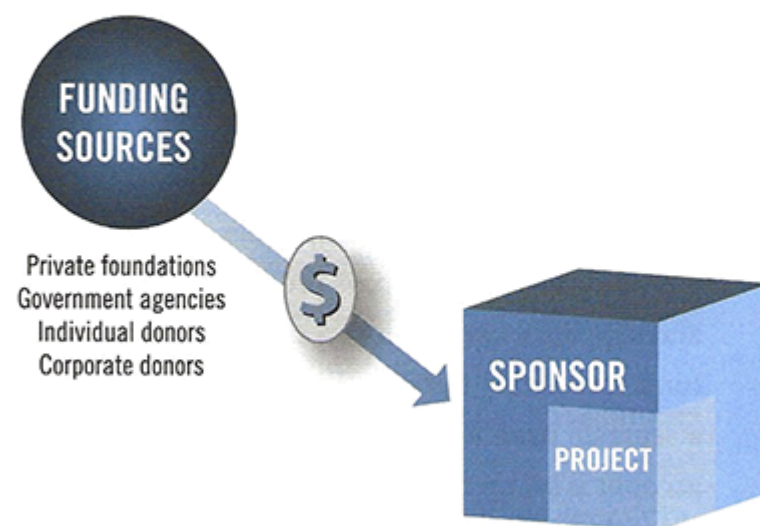 FUNDING
SOURCES
Private foundations
Government agencies
Individual donors
Corporate donors
$
SPONSOR
PROJECT